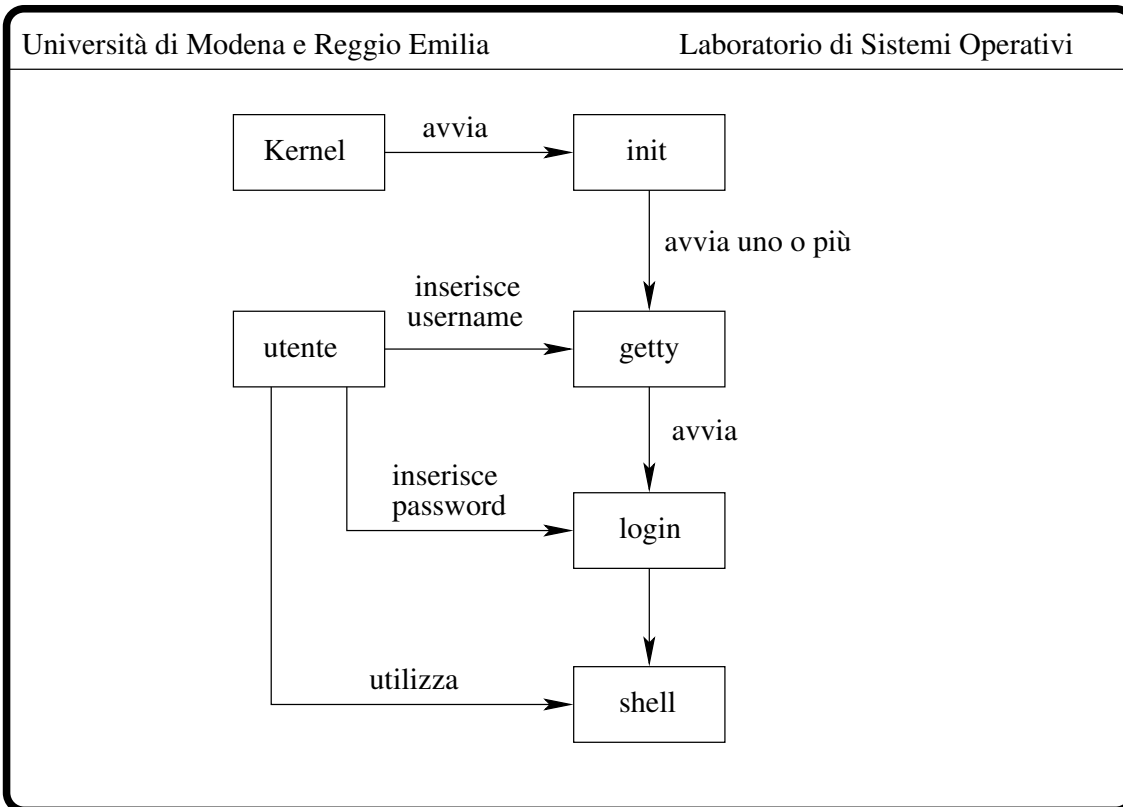 Università di Modena e Reggio Emilia
Laboratorio di Sistemi Operativi
Kernel
avvia
init
avvia uno o più
inserisce
username
utente
getty
avvia
inserisce
password
login
utilizza
shell